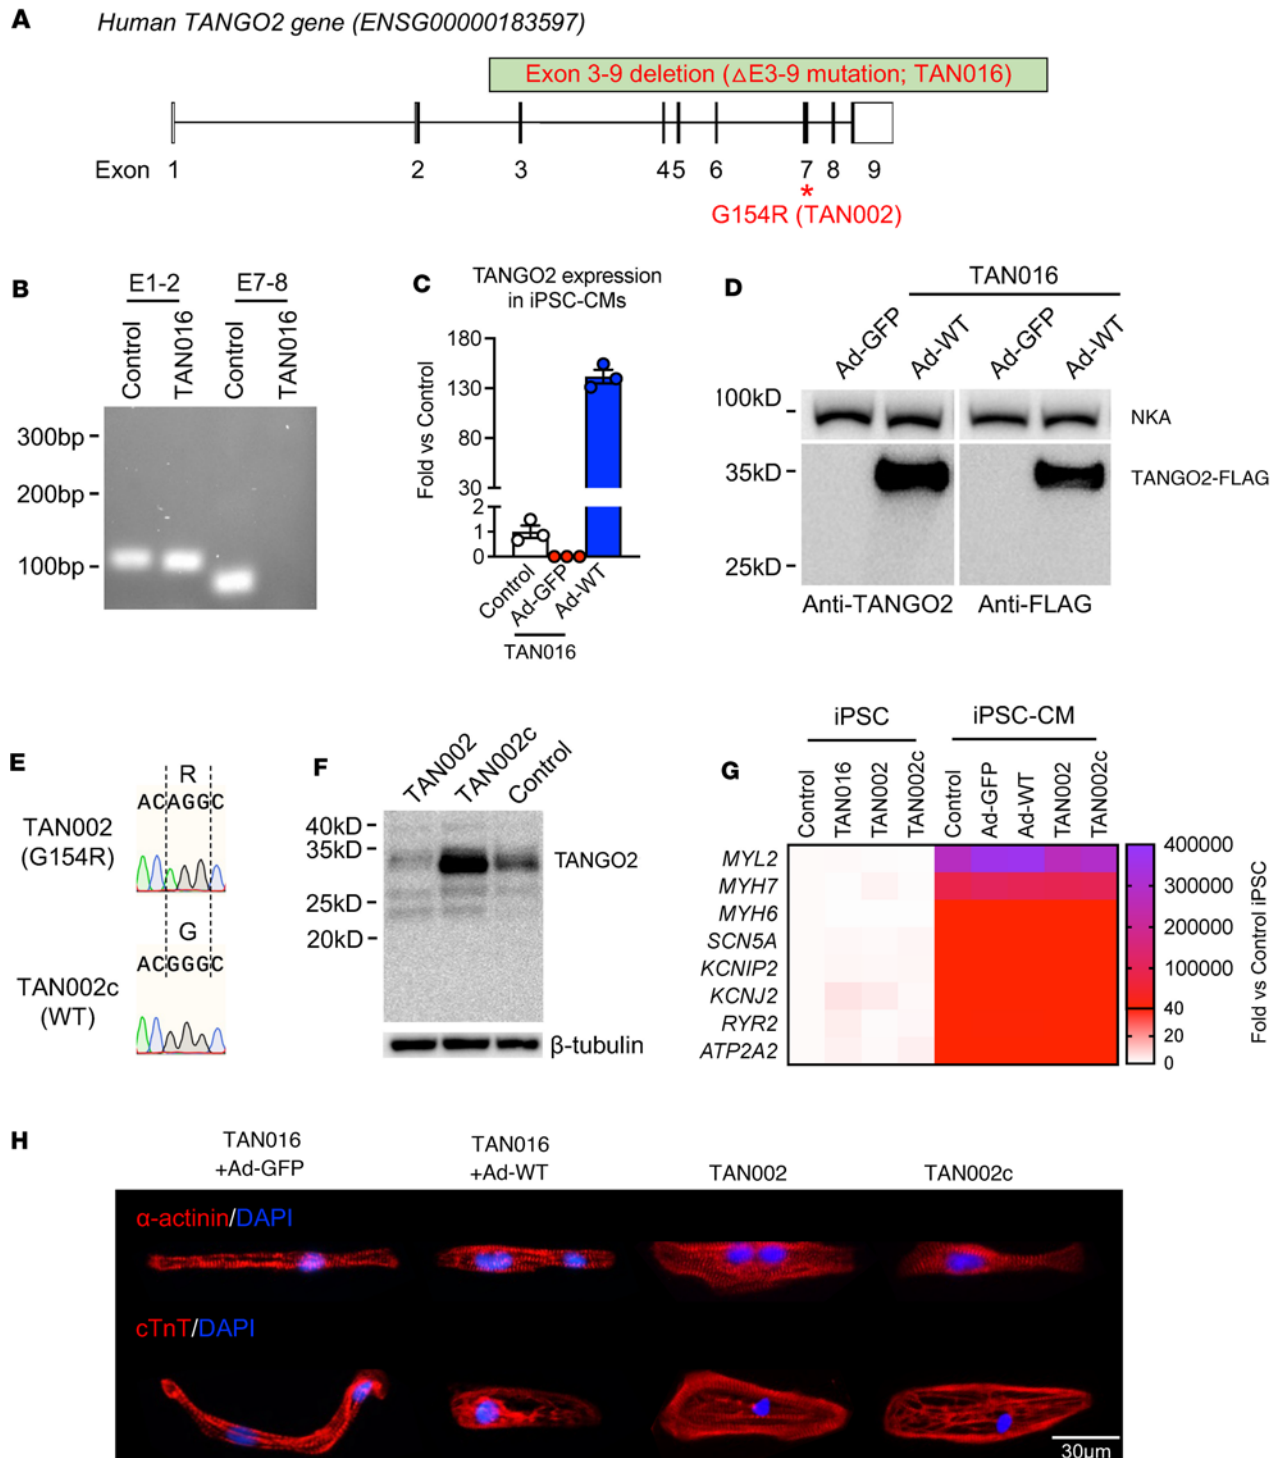 A
Human TANGO2 gene (ENSG00000183597)
Exon 3-9 deletion (△E3-9 mutation; TAN016)
Exon 1 2 3 4 5 6 7 8 9
*
G154R (TAN002)
B
E1-2 E7-8
Control TAN016 Control TAN016
300bp
200bp
100bp
C
TANGO2 expression
in iPSC-CMs
Fold vs Control
180
130
80
30
2
1
0
Control Ad-GFP Ad-WT
TAN016
D
TAN016
Ad-GFP Ad-WT Ad-GFP Ad-WT
100kD
NKA
35kD
TANGO2-FLAG
25kD
Anti-TANGO2 Anti-FLAG
E
R
ACAGGC
TAN002
(G154R)
G
ACGGGC
TAN002c
(WT)
F
TAN002 TAN002c Control
40kD
35kD
TANGO2
25kD
20kD
β-tubulin
G
iPSC iPSC-CM
Control TAN016 TAN002 TAN002c Control Ad-GFP Ad-WT TAN002 TAN002c
MYL2
MYH7
MYH6
SCN5A
KCNIP2
KCNJ2
RYR2
ATP2A2
400000
300000
200000
100000
40
20
0
Fold vs Control iPSC
H
TAN016
+Ad-GFP
TAN016
+Ad-WT
TAN002
TAN002c
α-actinin/DAPI
cTnT/DAPI
30μm